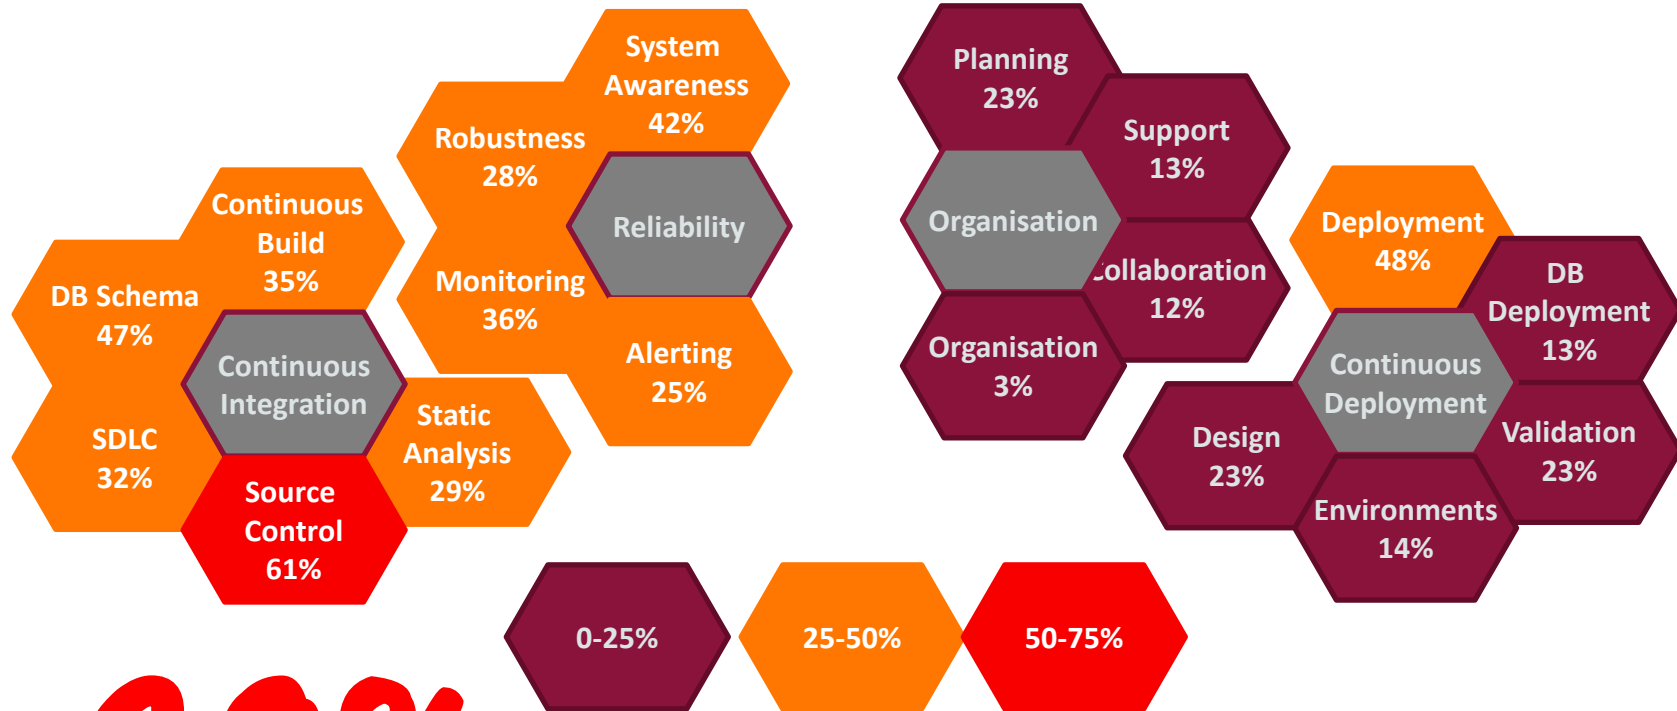 System
Awareness
42%
Robustness
28%
Reliability
Monitoring
36%
Alerting
25%
Continuous
Build
35%
DB Schema
47%
Continuous
Integration
SDLC
32%
Static
Analysis
29%
Source
Control
61%
Planning
23%
Support
13%
Organisation
Collaboration
12%
Organisation
3%
Deployment
48%
DB
Deployment
13%
Continuous
Deployment
Validation
23%
Design
23%
Environments
14%
0-25%
25-50%
50-75%